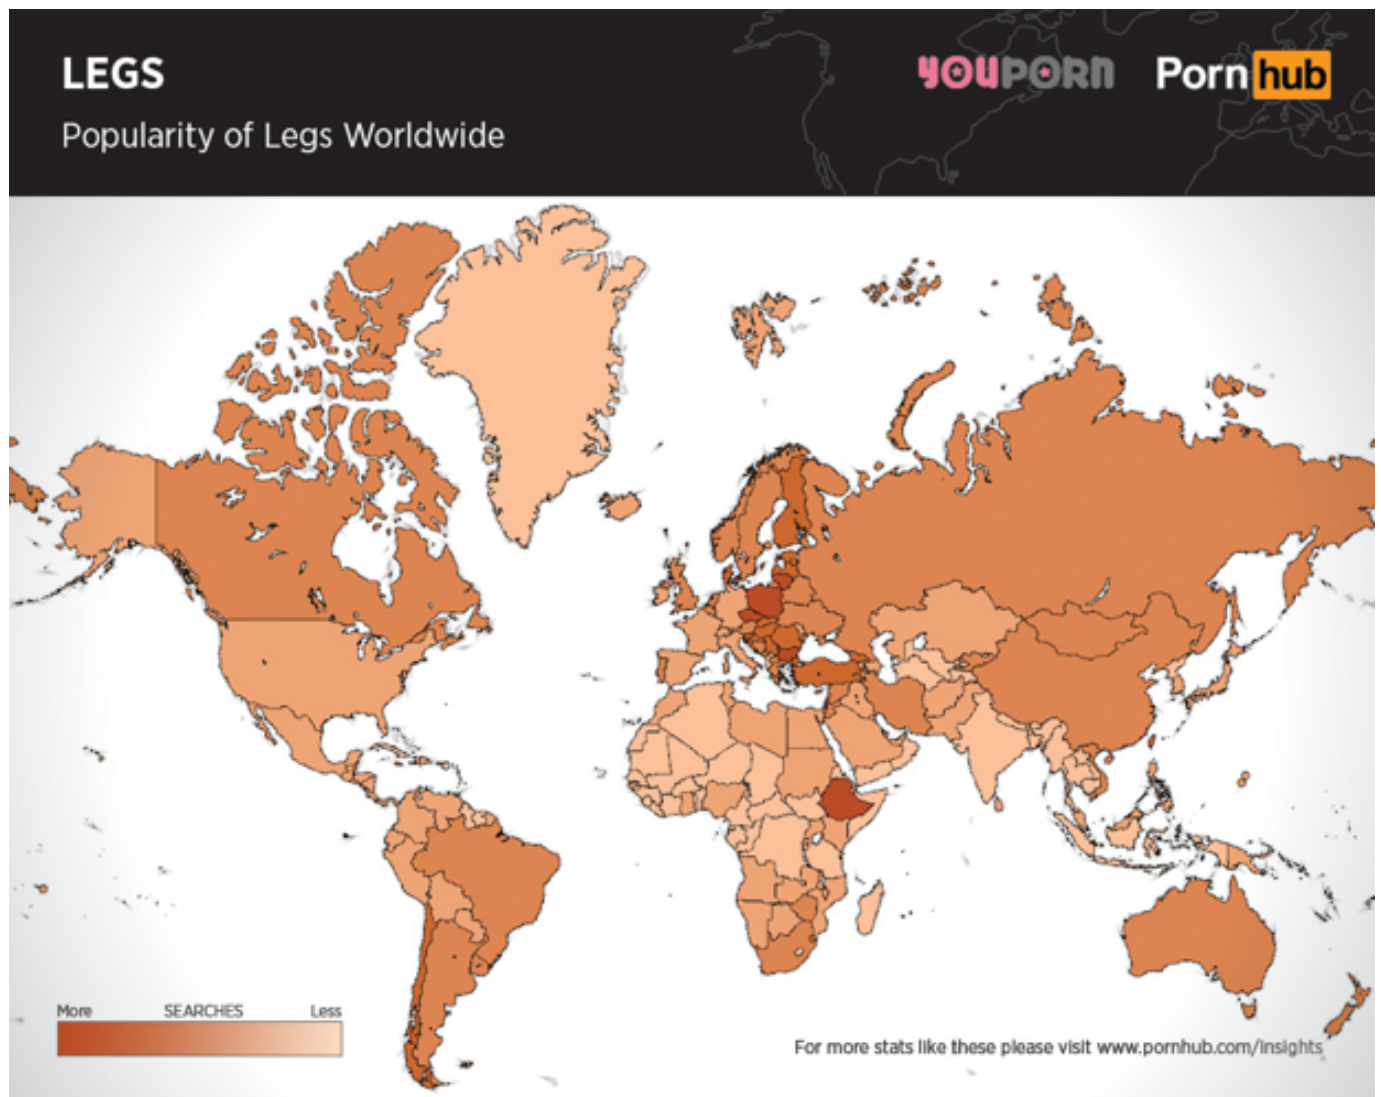 LEGS
Popularity of Legs Worldwide
YOUPORN
Pornhub
More SEARCHES Less
For more stats like these please visit www.pornhub.com/insights